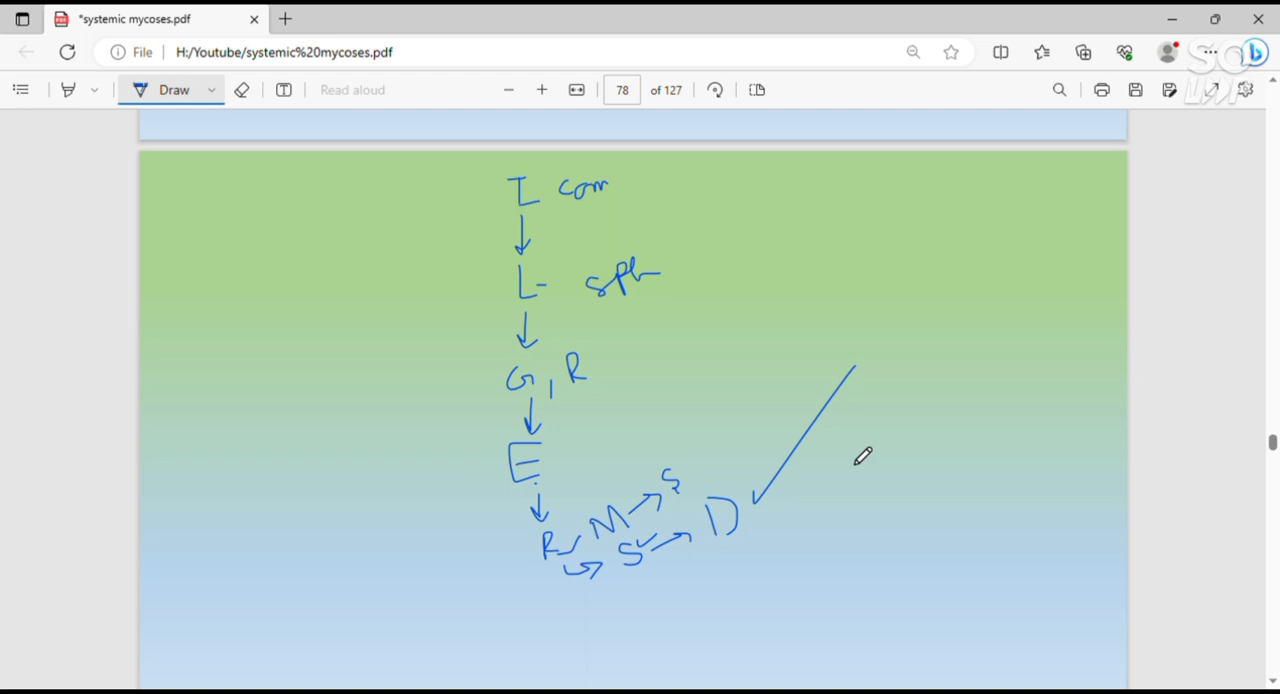 *systemic mycoses.pdf
File | H:/Youtube/systemic%20mycoses.pdf
Draw
Read aloud
78 of 127
I com
L- sph
G, R
E
R M S
S D